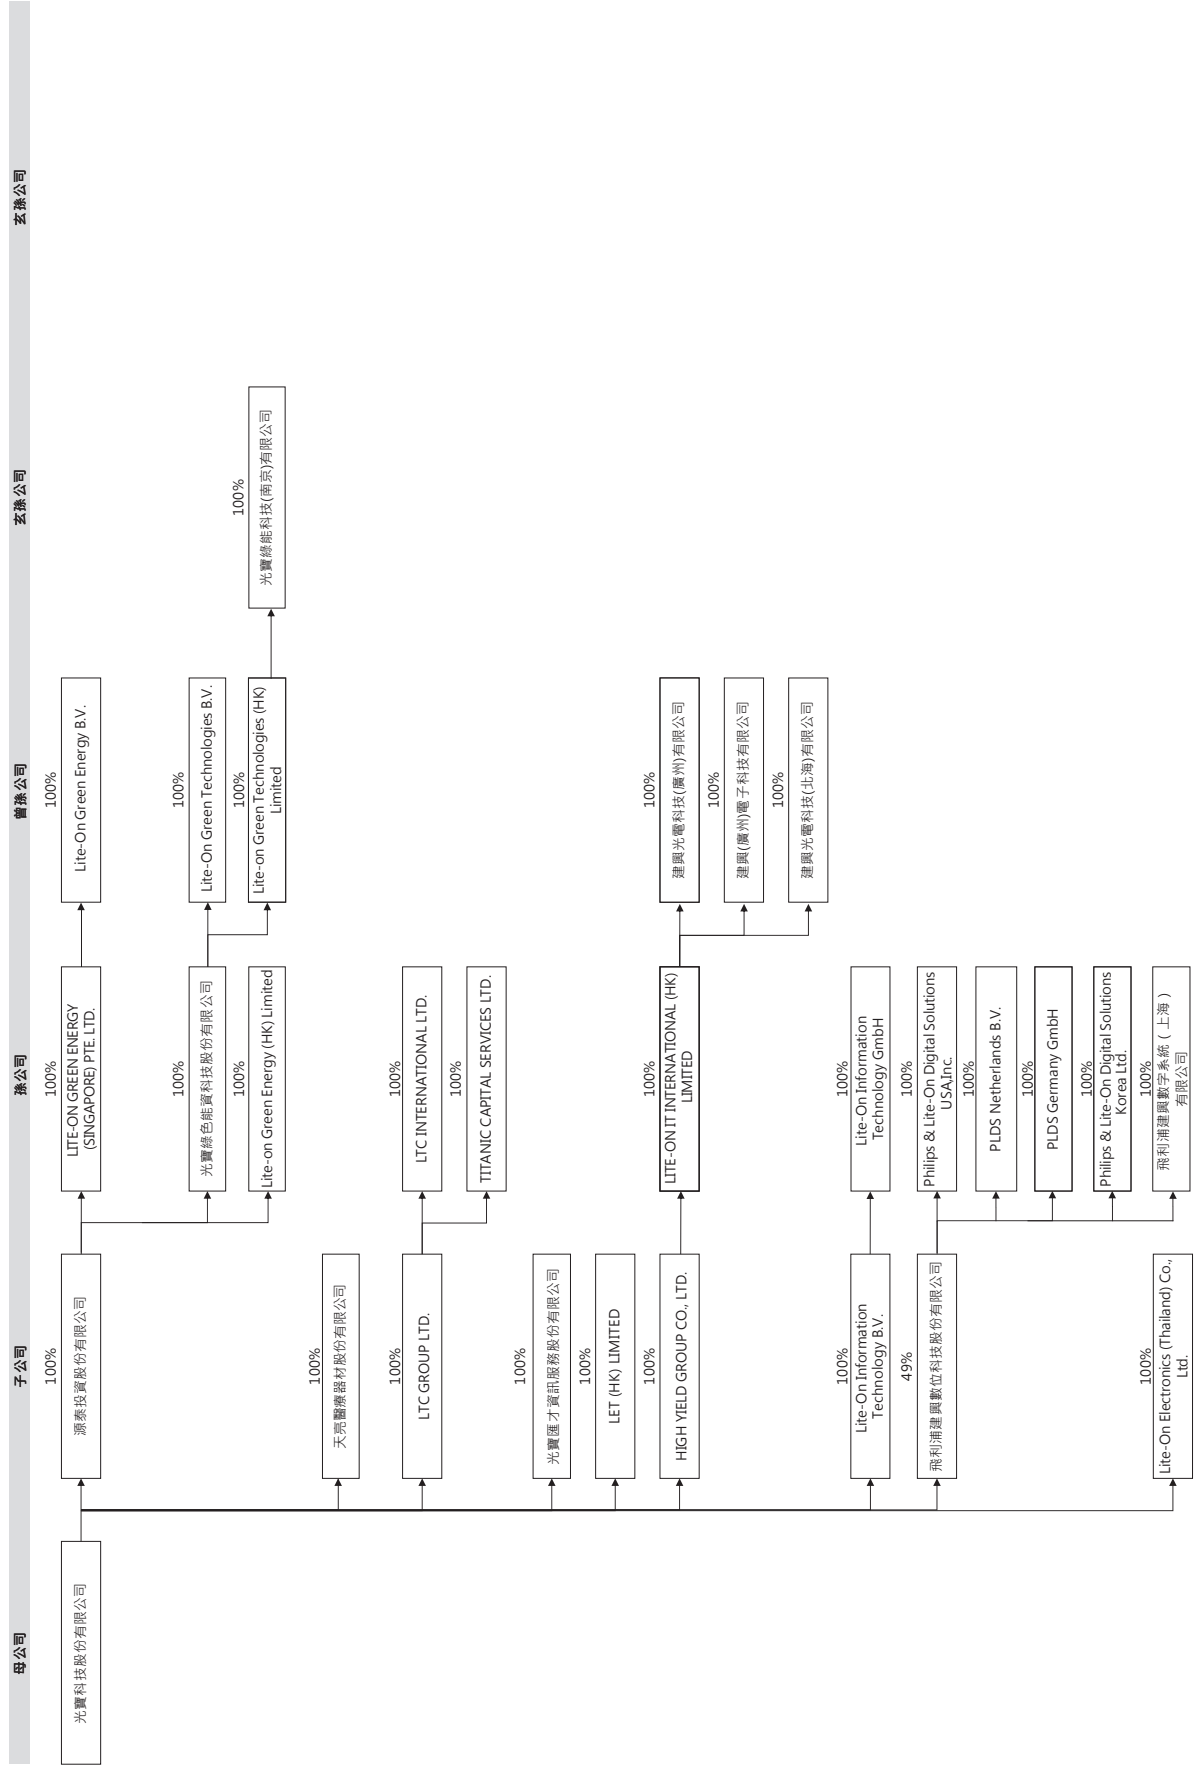 母公司
子公司
孫公司
曾孫公司
玄孫公司
玄孫公司
光寶科技股份有限公司
100%
源泰投資股份有限公司
100%
LITE-ON GREEN ENERGY
(SINGAPORE) PTE. LTD.
100%
Lite-On Green Energy B.V.
100%
光寶綠色能資科技股份有限公司
100%
Lite-On Green Technologies B.V.
100%
Lite-on Green Energy (HK) Limited
100%
Lite-on Green Technologies (HK)
Limited
100%
光寶綠能科技(南京)有限公司
100%
天亮醫療器材股份有限公司
100%
LTC GROUP LTD.
100%
LTC INTERNATIONAL LTD.
100%
TITANIC CAPITAL SERVICES LTD.
100%
光寶匯才資訊服務股份有限公司
100%
LET (HK) LIMITED
100%
HIGH YIELD GROUP CO., LTD.
100%
LITE-ON IT INTERNATIONAL (HK)
LIMITED
100%
建興光電科技(廣州)有限公司
100%
建興(廣州)電子科技有限公司
100%
建興光電科技(北海)有限公司
100%
Lite-On Information
Technology B.V.
100%
Lite-On Information
Technology GmbH
49%
飛利浦建興數位科技股份有限公司
100%
Philips & Lite-On Digital Solutions
USA,Inc.
100%
PLDS Netherlands B.V.
100%
PLDS Germany GmbH
100%
Philips & Lite-On Digital Solutions
Korea Ltd.
100%
飛利浦建興數字系統（上海）
有限公司
100%
Lite-On Electronics (Thailand) Co.,
Ltd.